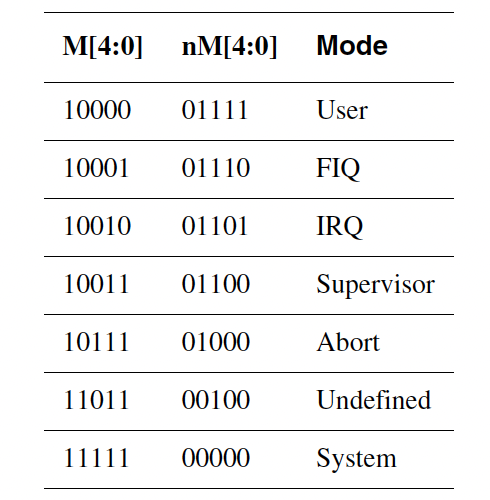 M[4:0] nM[4:0] Mode
10000 01111 User
10001 01110 FIQ
10010 01101 IRQ
10011 01100 Supervisor
10111 01000 Abort
11011 00100 Undefined
11111 00000 System